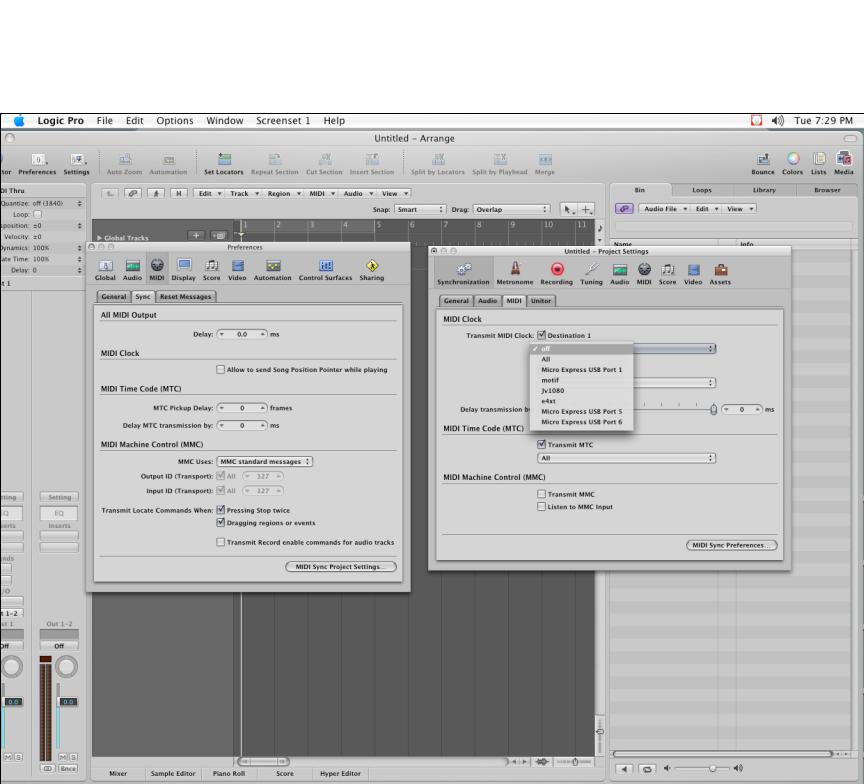 Logic Pro File Edit Options Window Screenset 1 Help Tue 7:29 PM
Untitled – Arrange
Preferences Settings Auto Zoom Automation Set Locators Repeat Section Cut Section Insert Section Split by Locators Split by Playhead Merge Bounce Colors Lists Media
DI Thru
Quantize: off (3840)
Loop:
Velocity: ±0
ynamics: 100%
ate Time: 100%
Delay: 0
H Edit Track Region MIDI Audio View
Snap: Smart Drag: Overlap
Global Tracks
1 2 3 4 5 6 7 8 9 10 11
Bin Loops Library Browser
Audio File Edit View
Name Info
Preferences
Global Audio MIDI Display Score Video Automation Control Surfaces Sharing
General Sync Reset Messages
All MIDI Output
Delay: 0.0 ms
MIDI Clock
Allow to send Song Position Pointer while playing
MIDI Time Code (MTC)
MTC Pickup Delay: 0 frames
Delay MTC transmission by: 0 ms
MIDI Machine Control (MMC)
MMC Uses: MMC standard messages
Output ID (Transport): All 127
Input ID (Transport): All 127
Transmit Locate Commands When: Pressing Stop twice
Dragging regions or events
Transmit Record enable commands for audio tracks
MIDI Sync Project Settings...
Untitled – Project Settings
Synchronization Metronome Recording Tuning Audio MIDI Score Video Assets
General Audio MIDI Unitor
MIDI Clock
Transmit MIDI Clock: Destination 1
off
All
Micro Express USB Port 1
motif
Jv1080
e4xt
Micro Express USB Port 5
Micro Express USB Port 6
Delay transmission b
0 ms
MIDI Time Code (MTC)
Transmit MTC
All
MIDI Machine Control (MMC)
Transmit MMC
Listen to MMC Input
MIDI Sync Preferences...
Setting
EQ
Inserts
Out 1-2
Off
0.0 0.0
M S M S
Bnce
Mixer Sample Editor Piano Roll Score Hyper Editor